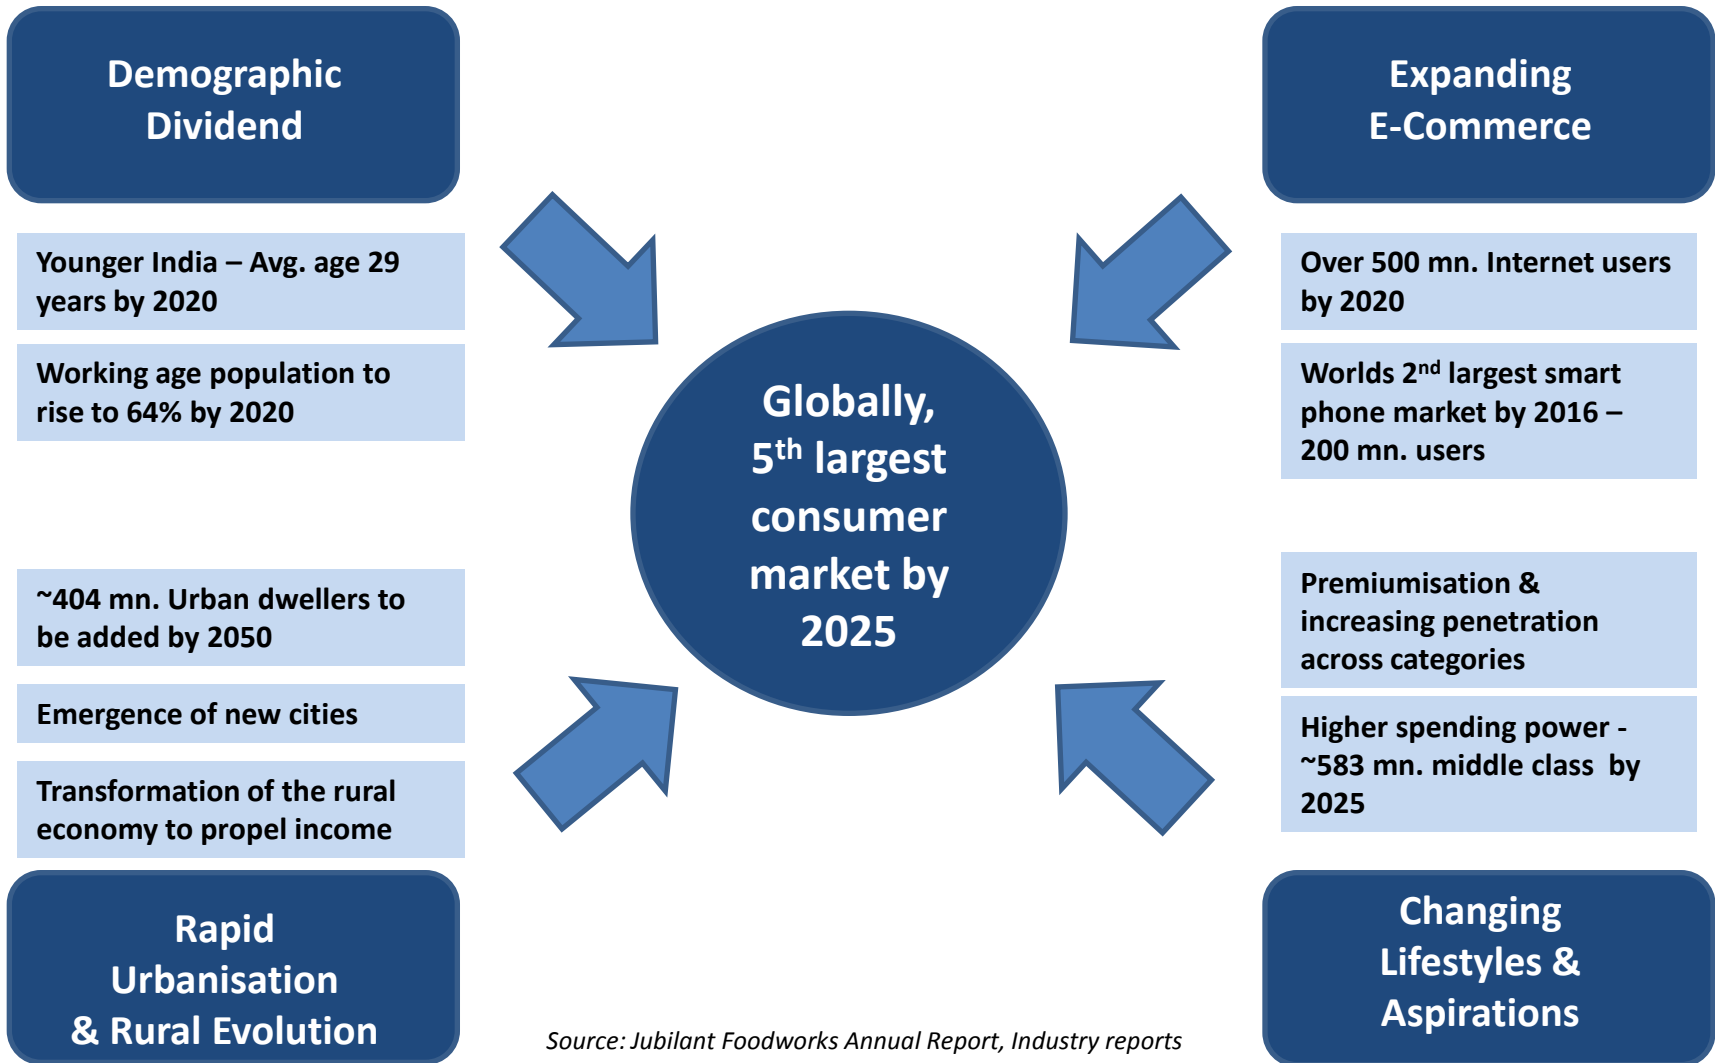 Demographic
Dividend
Younger India – Avg. age 29
years by 2020
Working age population to
rise to 64% by 2020
~404 mn. Urban dwellers to
be added by 2050
Emergence of new cities
Transformation of the rural
economy to propel income
Rapid
Urbanisation
& Rural Evolution
Globally,
5th largest
consumer
market by
2025
Expanding
E-Commerce
Over 500 mn. Internet users
by 2020
Worlds 2nd largest smart
phone market by 2016 –
200 mn. users
Premiumisation &
increasing penetration
across categories
Higher spending power -
~583 mn. middle class  by
2025
Changing
Lifestyles &
Aspirations
Source: Jubilant Foodworks Annual Report, Industry reports